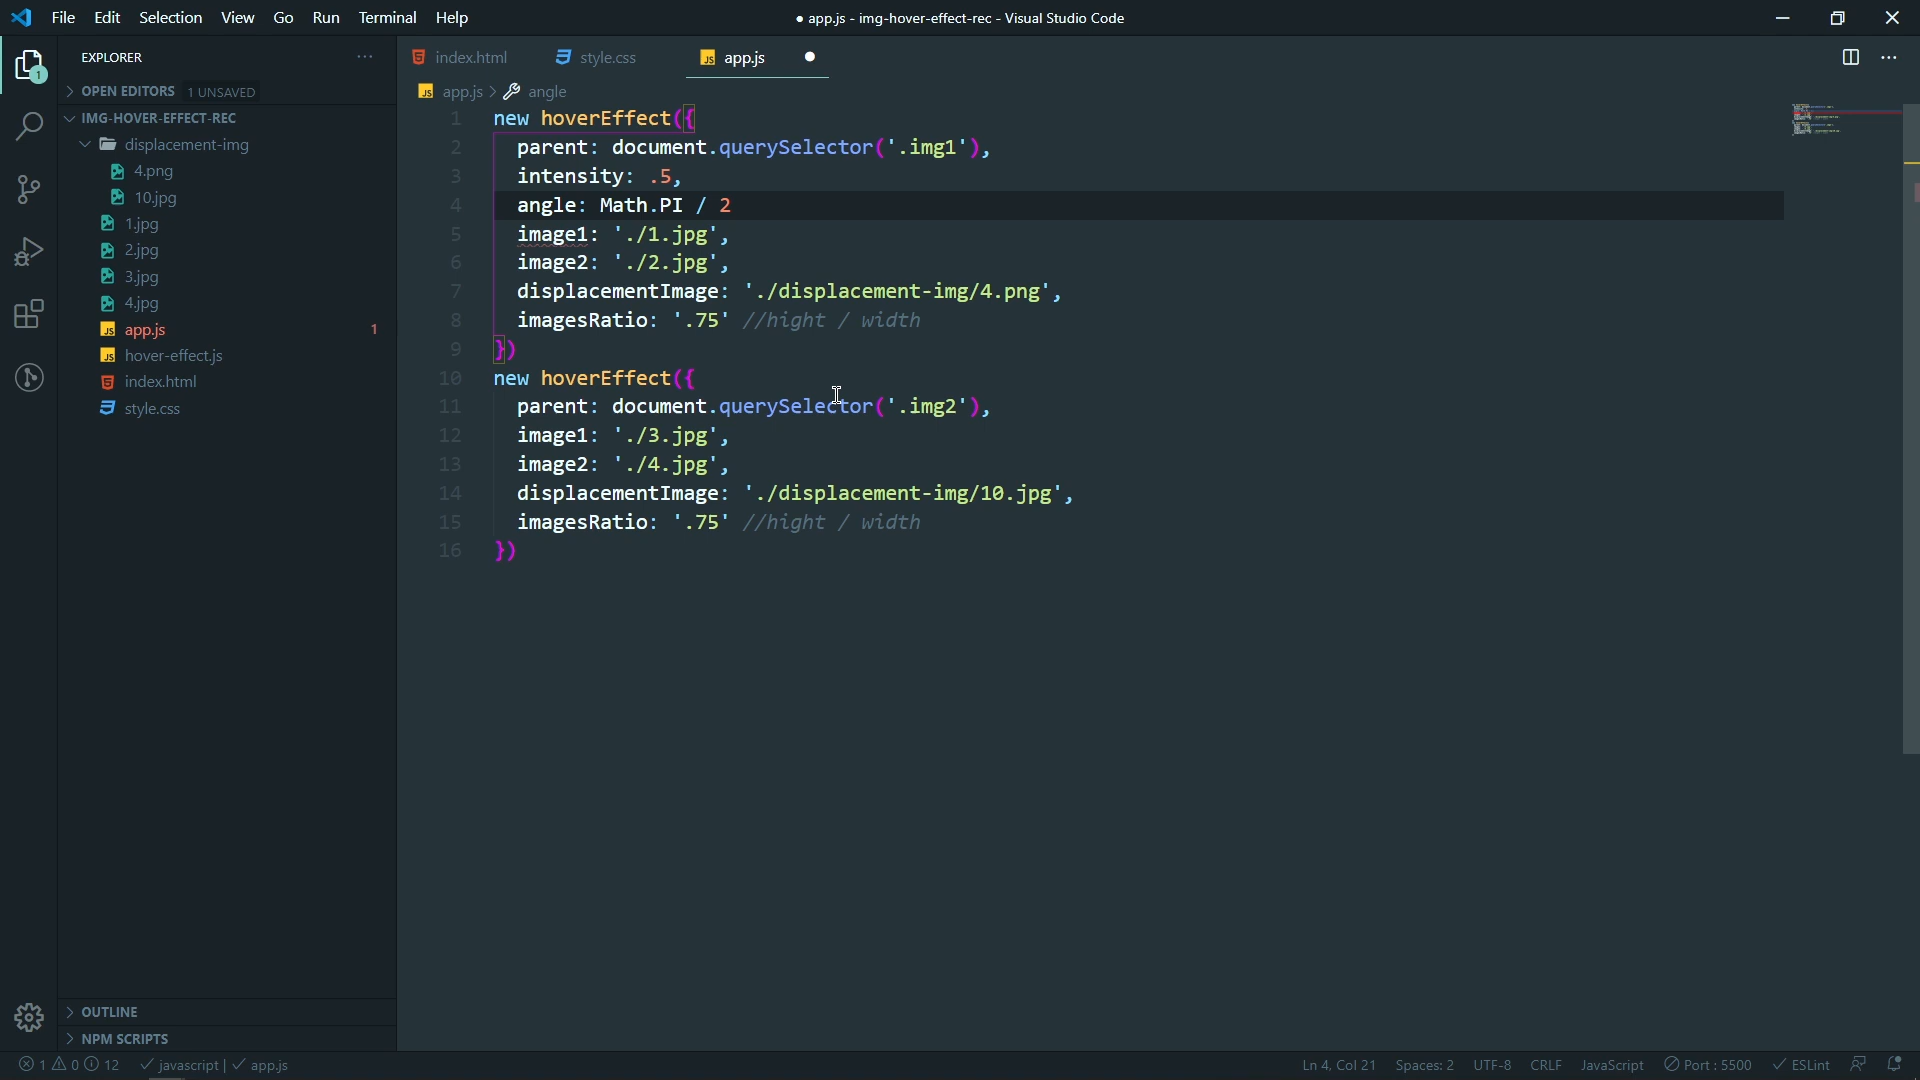 File Edit Selection View Go Run Terminal Help
● app.js - img-hover-effect-rec - Visual Studio Code
EXPLORER
OPEN EDITORS 1 UNSAVED
IMG-HOVER-EFFECT-REC
displacement-img
4.png
10.jpg
1.jpg
2.jpg
3.jpg
4.jpg
app.js 1
hover-effect.js
index.html
style.css
OUTLINE
NPM SCRIPTS
1
index.html style.css JS app.js
JS app.js > angle
1 new hoverEffect({
2 parent: document.querySelector('.img1'),
3 intensity: .5,
4 angle: Math.PI / 2
5 image1: './1.jpg',
6 image2: './2.jpg',
7 displacementImage: './displacement-img/4.png',
8 imagesRatio: '.75' //hight / width
9 })
10 new hoverEffect({
11 parent: document.querySelector('.img2'),
12 image1: './3.jpg',
13 image2: './4.jpg',
14 displacementImage: './displacement-img/10.jpg',
15 imagesRatio: '.75' //hight / width
16 })
1 0 12 javascript | app.js
Ln 4, Col 21 Spaces: 2 UTF-8 CRLF JavaScript Port : 5500 ESLint